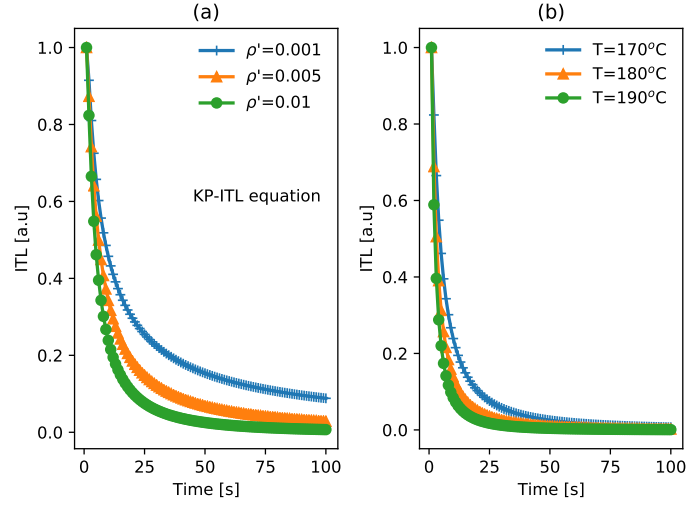 (a)
ITL [a.u]
1.0
0.8
0.6
0.4
0.2
0.0
ρ'=0.001
ρ'=0.005
ρ'=0.01
KP-ITL equation
0 25 50 75 100
Time [s]
(b)
ITL [a.u]
1.0
0.8
0.6
0.4
0.2
0.0
T=170°C
T=180°C
T=190°C
0 25 50 75 100
Time [s]